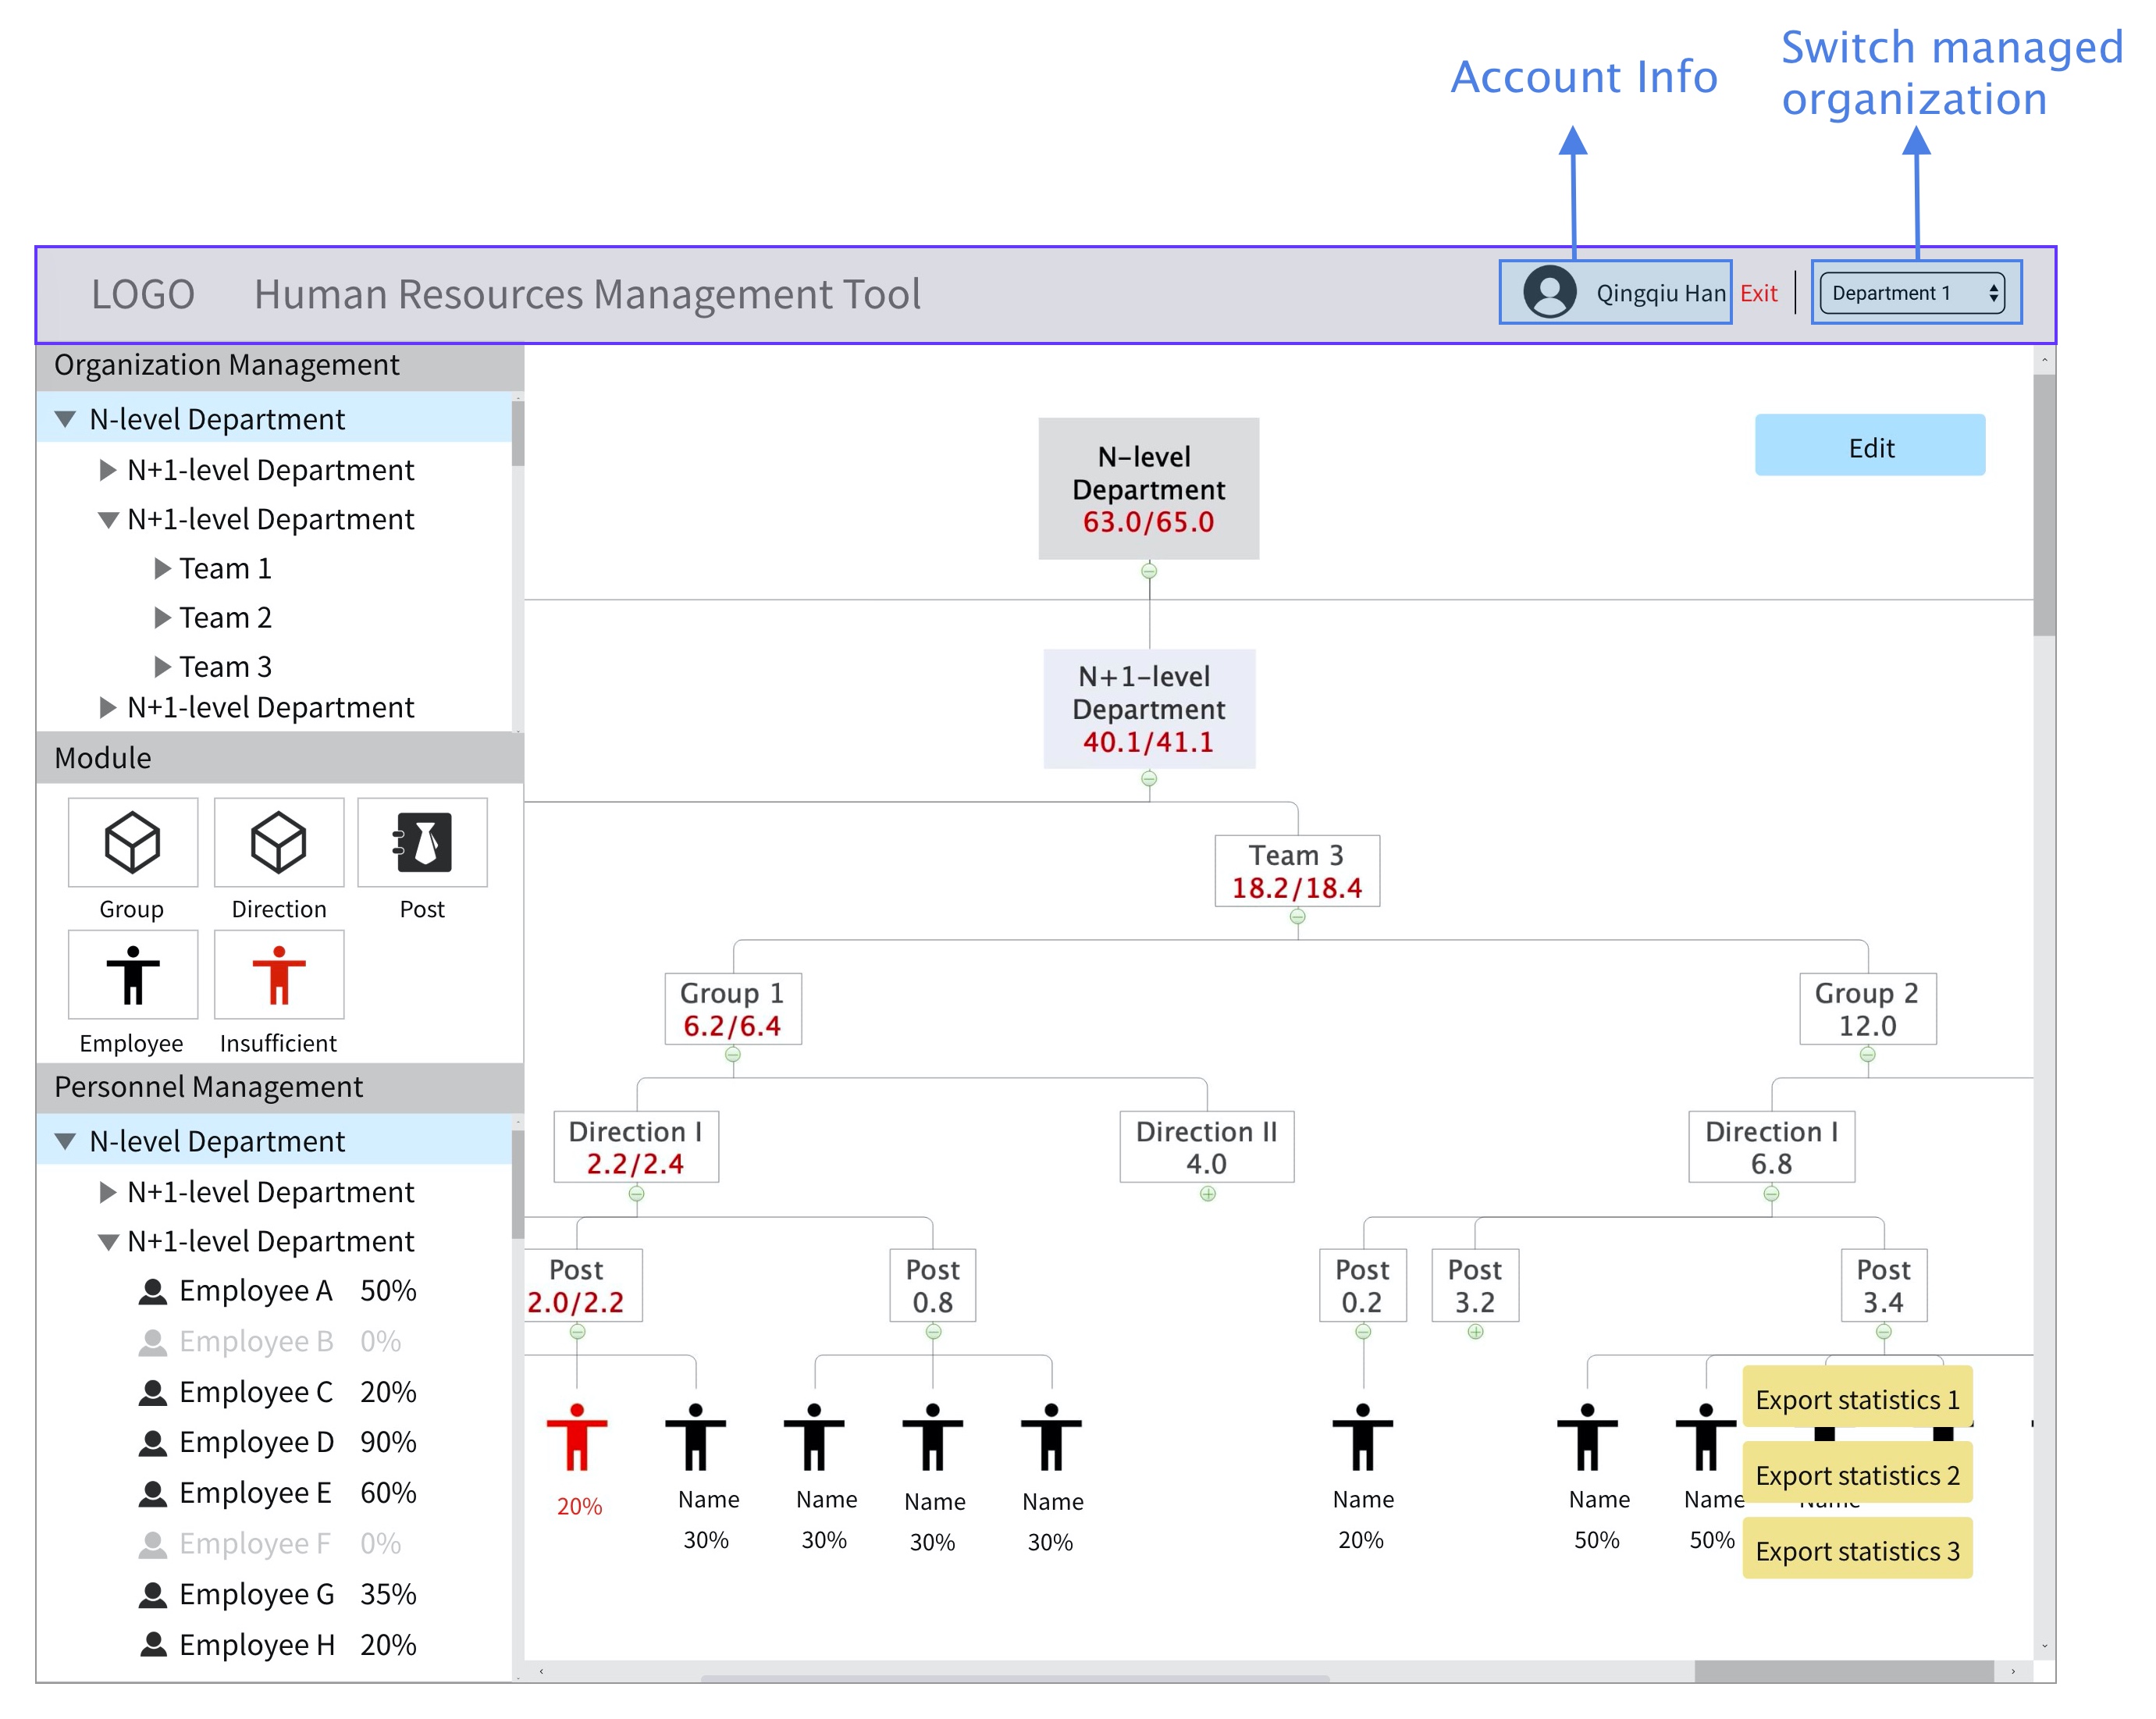 Account Info
Switch managed
organization
LOGO Human Resources Management Tool
Qingqiu Han Exit Department 1
Organization Management
N-level Department
N+1-level Department
N+1-level Department
Team 1
Team 2
Team 3
N+1-level Department
Module
Group Direction Post
Employee Insufficient
Personnel Management
N-level Department
N+1-level Department
N+1-level Department
Employee A 50%
Employee B 0%
Employee C 20%
Employee D 90%
Employee E 60%
Employee F 0%
Employee G 35%
Employee H 20%
Edit
N-level
Department
63.0/65.0
N+1-level
Department
40.1/41.1
Team 3
18.2/18.4
Group 1
6.2/6.4
Group 2
12.0
Direction I
2.2/2.4
Direction II
4.0
Direction I
6.8
Post
2.0/2.2
Post
0.8
Post
0.2
Post
3.2
Post
3.4
20%
Name
30%
Name
30%
Name
30%
Name
30%
Name
20%
Name
50%
Name
50%
Name
Export statistics 1
Export statistics 2
Export statistics 3